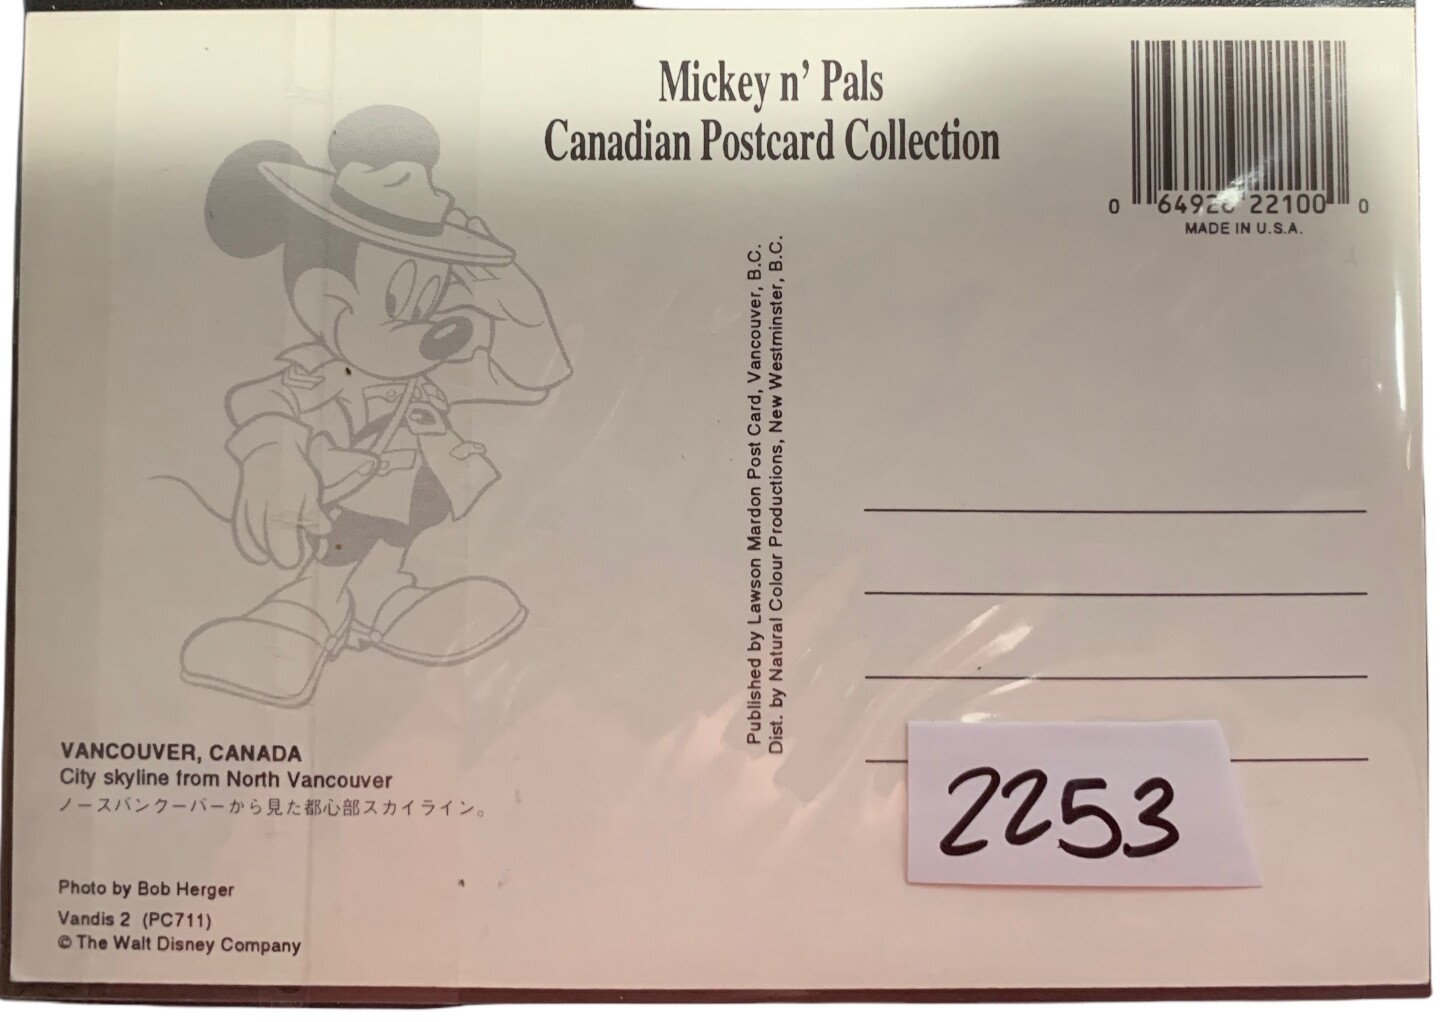 Mickey n' Pals
Canadian Postcard Collection
0 22100 0
MADE IN U.S.A.
Published by Lawson Mardon Post Card, Vancouver, B.C.
Dist. by Natural Colour Productions, New Westminster, B.C.
VANCOUVER, CANADA
City skyline from North Vancouver
ノースバンクーバーから見た都心部スカイライン。
Photo by Bob Herger
Vandis 2 (PC711)
© The Walt Disney Company
2253